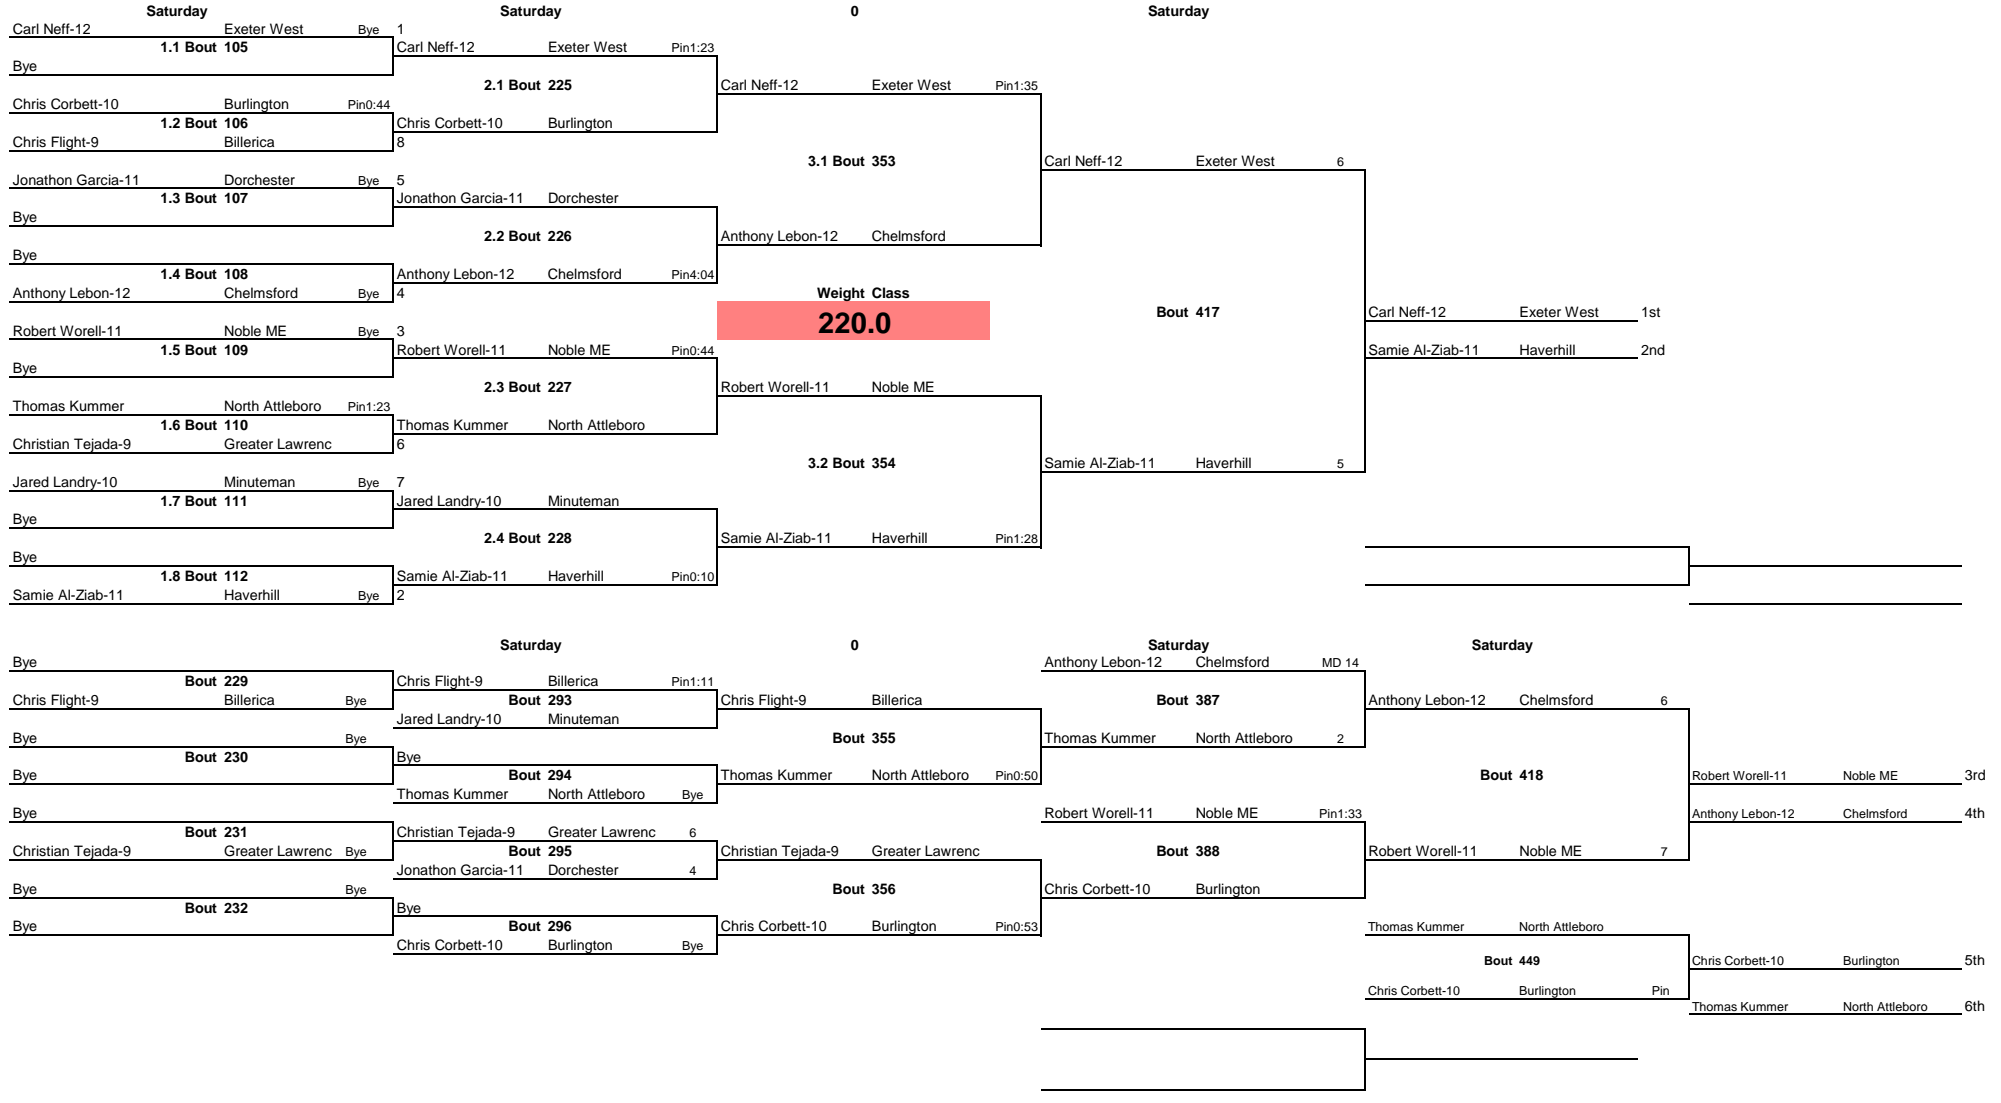 Saturday Saturday 0 Saturday
Carl Neff-12 Exeter West Bye 1
1.1 Bout 105 Carl Neff-12 Exeter West Pin1:23
Bye
2.1 Bout 225 Carl Neff-12 Exeter West Pin1:35
Chris Corbett-10 Burlington Pin0:44
1.2 Bout 106 Chris Corbett-10 Burlington
Chris Flight-9 Billerica 8
3.1 Bout 353 Carl Neff-12 Exeter West 6
Jonathon Garcia-11 Dorchester Bye 5
1.3 Bout 107 Jonathon Garcia-11 Dorchester
Bye
2.2 Bout 226 Anthony Lebon-12 Chelmsford
Bye
1.4 Bout 108 Anthony Lebon-12 Chelmsford Pin4:04
Anthony Lebon-12 Chelmsford Bye 4 Weight Class
220.0 Bout 417 Carl Neff-12 Exeter West 1st
Robert Worell-11 Noble ME Bye 3
1.5 Bout 109 Robert Worell-11 Noble ME Pin0:44 Samie Al-Ziab-11 Haverhill 2nd
Bye
2.3 Bout 227 Robert Worell-11 Noble ME
Thomas Kummer North Attleboro Pin1:23
1.6 Bout 110 Thomas Kummer North Attleboro
Christian Tejada-9 Greater Lawrenc 6
3.2 Bout 354 Samie Al-Ziab-11 Haverhill 5
Jared Landry-10 Minuteman Bye 7
1.7 Bout 111 Jared Landry-10 Minuteman
Bye
2.4 Bout 228 Samie Al-Ziab-11 Haverhill Pin1:28
Bye
1.8 Bout 112 Samie Al-Ziab-11 Haverhill Pin0:10
Samie Al-Ziab-11 Haverhill Bye 2
Saturday 0 Saturday Saturday
Bye Anthony Lebon-12 Chelmsford MD 14
Bout 229 Chris Flight-9 Billerica Pin1:11
Chris Flight-9 Billerica Bye Bout 293 Chris Flight-9 Billerica Bout 387 Anthony Lebon-12 Chelmsford 6
Jared Landry-10 Minuteman
Bye Bye Bout 355 Thomas Kummer North Attleboro 2
Bout 230 Bye
Bye Bout 294 Thomas Kummer North Attleboro Pin0:50 Bout 418 Robert Worell-11 Noble ME 3rd
Thomas Kummer North Attleboro Bye
Bye Robert Worell-11 Noble ME Pin1:33 Anthony Lebon-12 Chelmsford 4th
Bout 231 Christian Tejada-9 Greater Lawrenc 6
Christian Tejada-9 Greater Lawrenc Bye Bout 295 Christian Tejada-9 Greater Lawrenc Bout 388 Robert Worell-11 Noble ME 7
Jonathon Garcia-11 Dorchester 4
Bye Bye Bout 356 Chris Corbett-10 Burlington
Bout 232 Bye
Bye Bout 296 Chris Corbett-10 Burlington Pin0:53 Thomas Kummer North Attleboro
Chris Corbett-10 Burlington Bye
Bout 449 Chris Corbett-10 Burlington 5th
Chris Corbett-10 Burlington Pin
Thomas Kummer North Attleboro 6th